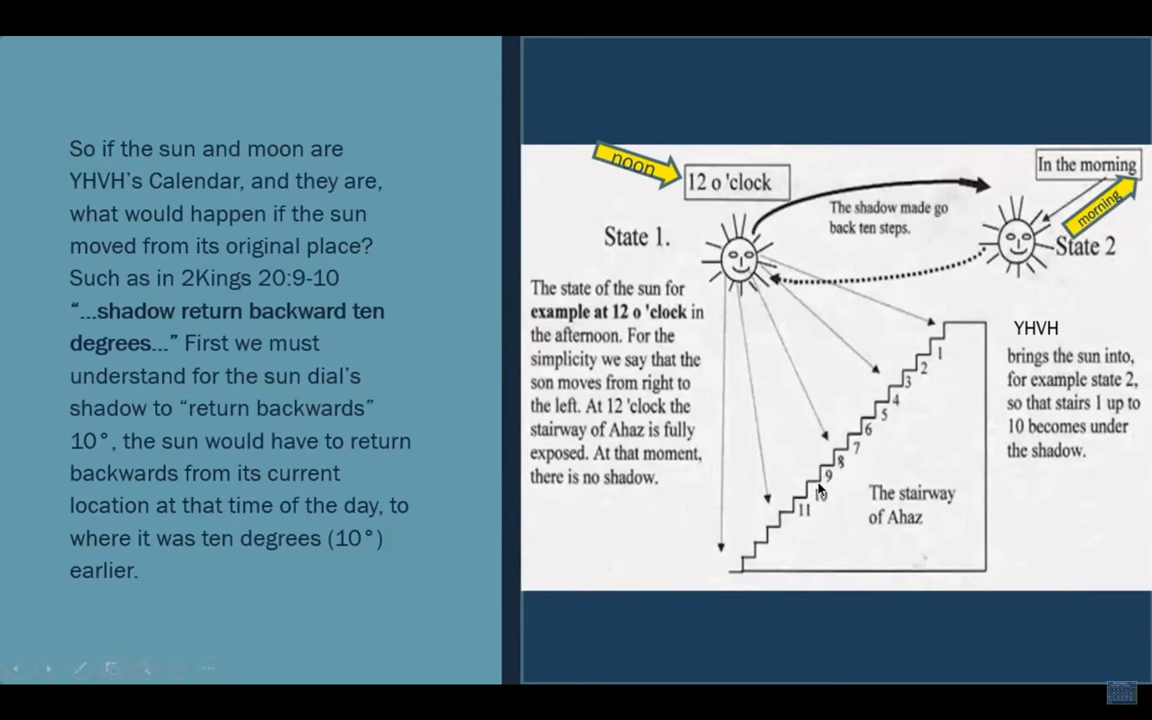 So if the sun and moon are
YHVH's Calendar, and they are,
what would happen if the sun
moved from its original place?
Such as in 2Kings 20:9-10
“...shadow return backward ten
degrees...” First we must
understand for the sun dial's
shadow to “return backwards”
10°, the sun would have to return
backwards from its current
location at that time of the day, to
where it was ten degrees (10°)
earlier.
noon
12 o 'clock
In the morning
morning
The shadow made go
back ten steps.
State 1.
State 2
The state of the sun for
example at 12 o 'clock in
the afternoon. For the
simplicity we say that the
son moves from right to
the left. At 12 'clock the
stairway of Ahaz is fully
exposed. At that moment,
there is no shadow.
YHVH
brings the sun into,
for example state 2,
so that stairs 1 up to
10 becomes under
the shadow.
1
2
3
4
5
6
7
8
9
10
11
The stairway
of Ahaz